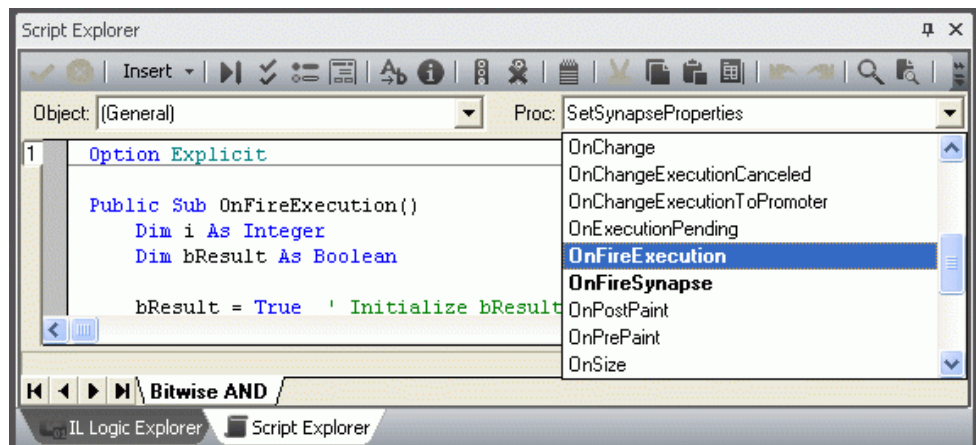 Script Explorer
Insert
Object: (General) Proc: SetSynapseProperties
1
Option Explicit
Public Sub OnFireExecution()
Dim i As Integer
Dim bResult As Boolean
bResult = True ' Initialize bResult
OnChange
OnChangeExecutionCanceled
OnChangeExecutionToPromoter
OnExecutionPending
OnFireExecution
OnFireSynapse
OnPostPaint
OnPrePaint
OnSize
Bitwise AND
IL Logic Explorer Script Explorer